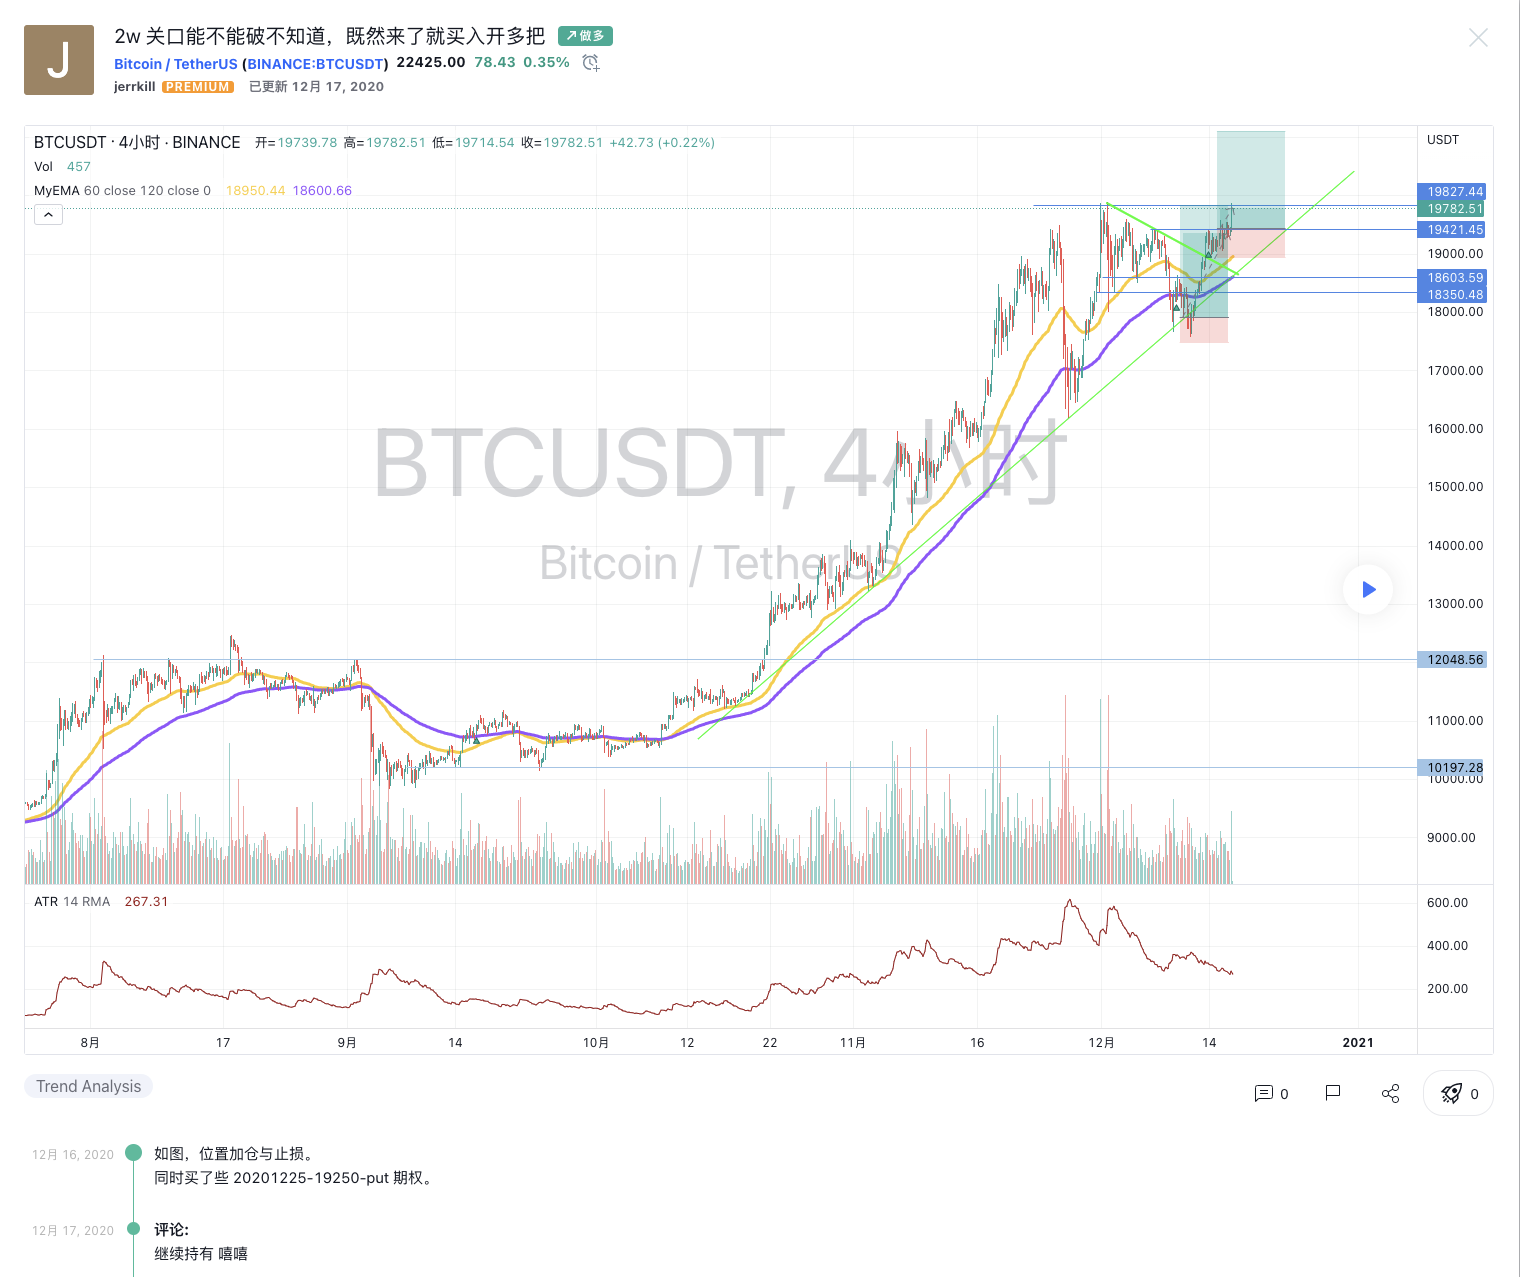 J
2w 关口能不能破不知道，既然来了就买入开多把 做多
Bitcoin / TetherUS (BINANCE:BTCUSDT) 22425.00 78.43 0.35%
jerrkill PREMIUM 已更新 12月 17, 2020
BTCUSDT · 4小时 · BINANCE 开=19739.78 高=19782.51 低=19714.54 收=19782.51 +42.73 (+0.22%)
USDT
Vol 457
MyEMA 60 close 120 close 0 18950.44 18600.66
19827.44
19782.51
19421.45
19000.00
18603.59
18350.48
18000.00
17000.00
16000.00
BTCUSDT, 4小时
15000.00
14000.00
Bitcoin / TetherUS
13000.00
12048.56
11000.00
10197.28
10000.00
9000.00
ATR 14 RMA 267.31
600.00
400.00
200.00
8月 17 9月 14 10月 12 22 11月 16 12月 14 2021
Trend Analysis
0 0
12月 16, 2020 如图，位置加仓与止损。
同时买了些 20201225-19250-put 期权。
12月 17, 2020 评论:
继续持有 嘻嘻